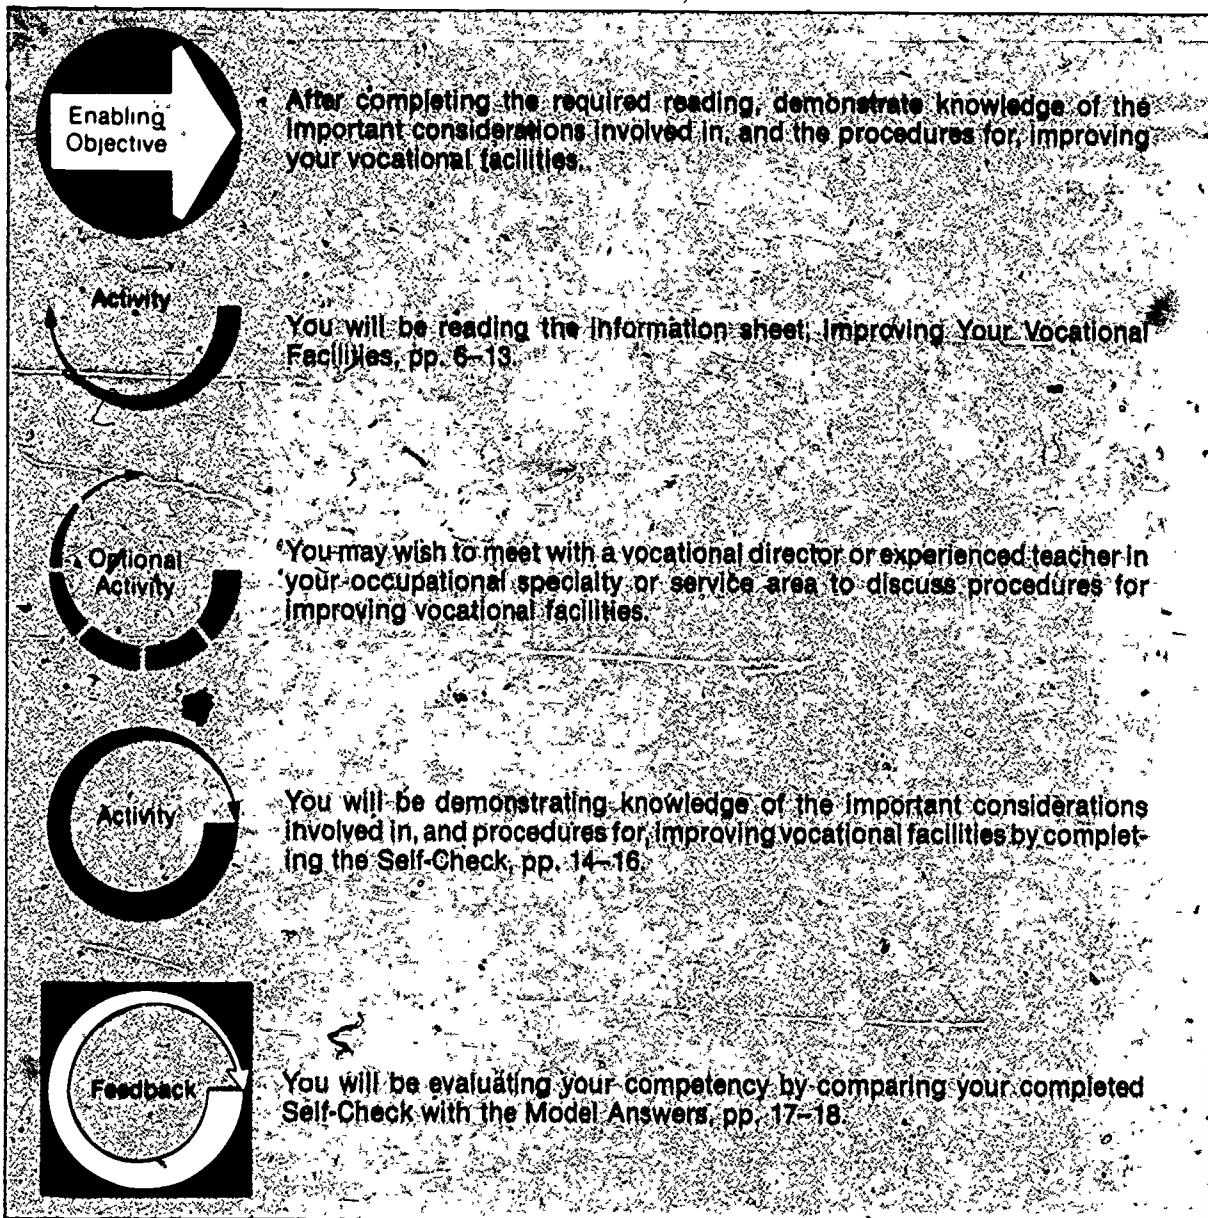 Enabling
Objective
After completing the required reading, demonstrate knowledge of the
important considerations involved in, and the procedures for, improving
your vocational facilities.
Activity
You will be reading the information sheet, Improving Your Vocational
Facilities, pp. 6–13.
Optional
Activity
You may wish to meet with a vocational director or experienced teacher in
your occupational specialty or service area to discuss procedures for
improving vocational facilities.
Activity
You will be demonstrating knowledge of the important considerations
involved in, and procedures for, improving vocational facilities by complet-
ing the Self-Check, pp. 14–16.
Feedback
You will be evaluating your competency by comparing your completed
Self-Check with the Model Answers, pp. 17–18.